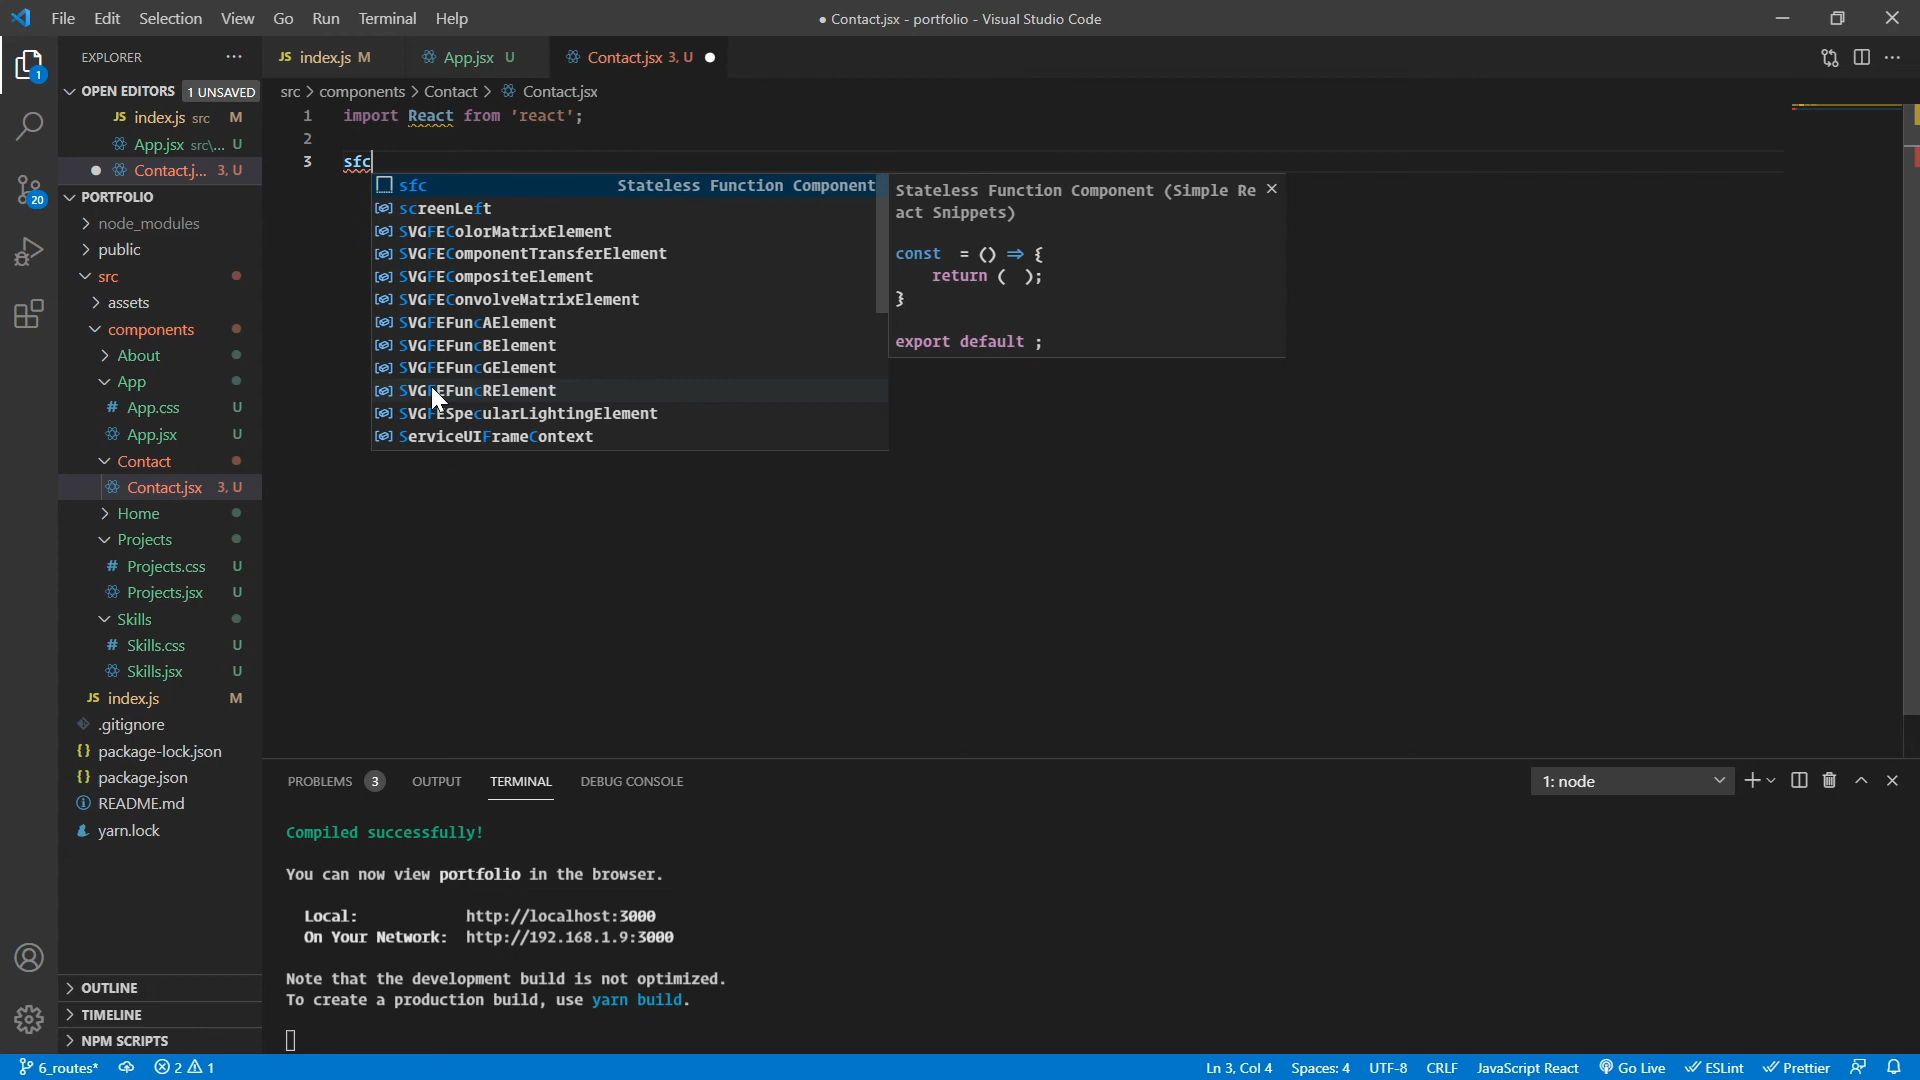 File Edit Selection View Go Run Terminal Help
● Contact.jsx - portfolio - Visual Studio Code
EXPLORER
1
OPEN EDITORS 1 UNSAVED
JS index.js src M
App.jsx src\... U
● Contact.j... 3, U
20
PORTFOLIO
node_modules
public
src
assets
components
About
App
# App.css U
App.jsx U
Contact
Contact.jsx 3, U
Home
Projects
# Projects.css U
Projects.jsx U
Skills
# Skills.css U
Skills.jsx U
JS index.js M
.gitignore
{} package-lock.json
{} package.json
README.md
yarn.lock
OUTLINE
TIMELINE
NPM SCRIPTS
JS index.js M
App.jsx U
Contact.jsx 3, U ●
src > components > Contact > Contact.jsx
1 import React from 'react';
2
3 sfc
sfc Stateless Function Component
screenLeft
SVGFEColorMatrixElement
SVGFEComponentTransferElement
SVGFECompositeElement
SVGFEConvolveMatrixElement
SVGFEFuncAElement
SVGFEFuncBElement
SVGFEFuncGElement
SVGFEFuncRElement
SVGFESpecularLightingElement
ServiceUIFrameContext
Stateless Function Component (Simple Re
act Snippets)
const = () ⇒ {
return ( );
}
export default ;
PROBLEMS 3 OUTPUT TERMINAL DEBUG CONSOLE
1: node
Compiled successfully!
You can now view portfolio in the browser.
Local: http://localhost:3000
On Your Network: http://192.168.1.9:3000
Note that the development build is not optimized.
To create a production build, use yarn build.
6_routes* 2 1
Ln 3, Col 4 Spaces: 4 UTF-8 CRLF JavaScript React Go Live ESLint Prettier